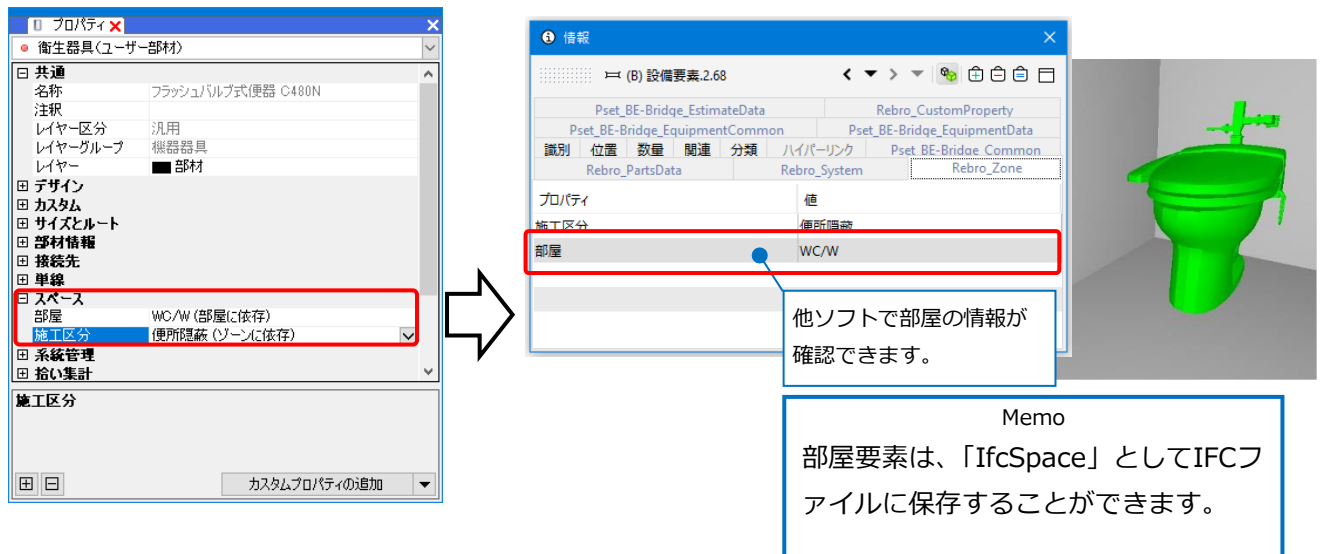 プロパティ
衛生器具(ユーザー部材)
共通
名称 フラッシュバルブ式便器 C480N
注釈
レイヤー区分 汎用
レイヤーグループ 機器器具
レイヤー 部材
デザイン
カスタム
サイズとルート
部材情報
接続先
単線
スペース
部屋 WC/W (部屋に依存)
施工区分 便所隠蔽 (ゾーンに依存)
系統管理
拾い集計
施工区分
カスタムプロパティの追加
情報
(B) 設備要素.2.68
Pset_BE-Bridge_EstimateData Rebro_CustomProperty
Pset_BE-Bridge_EquipmentCommon Pset_BE-Bridge_EquipmentData
識別 位置 数量 関連 分類 ハイパーリンク Pset_BE-Bridge_Common
Rebro_PartsData Rebro_System Rebro_Zone
プロパティ 値
施工区分 便所隠蔽
部屋 WC/W
他ソフトで部屋の情報が
確認できます。
Memo
部屋要素は、「IfcSpace」としてIFCフ
ァイルに保存することができます。